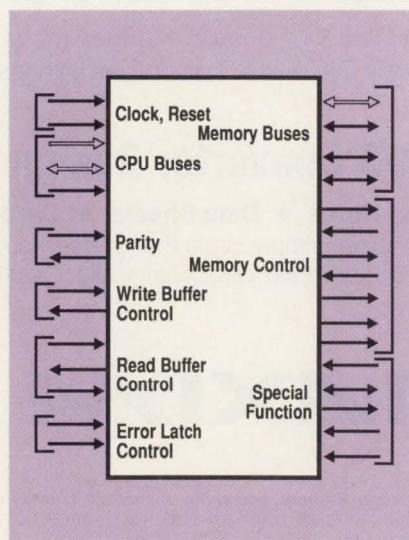 Clock, Reset
Memory Buses
CPU Buses
Parity
Memory Control
Write Buffer
Control
Read Buffer
Control
Special
Function
Error Latch
Control